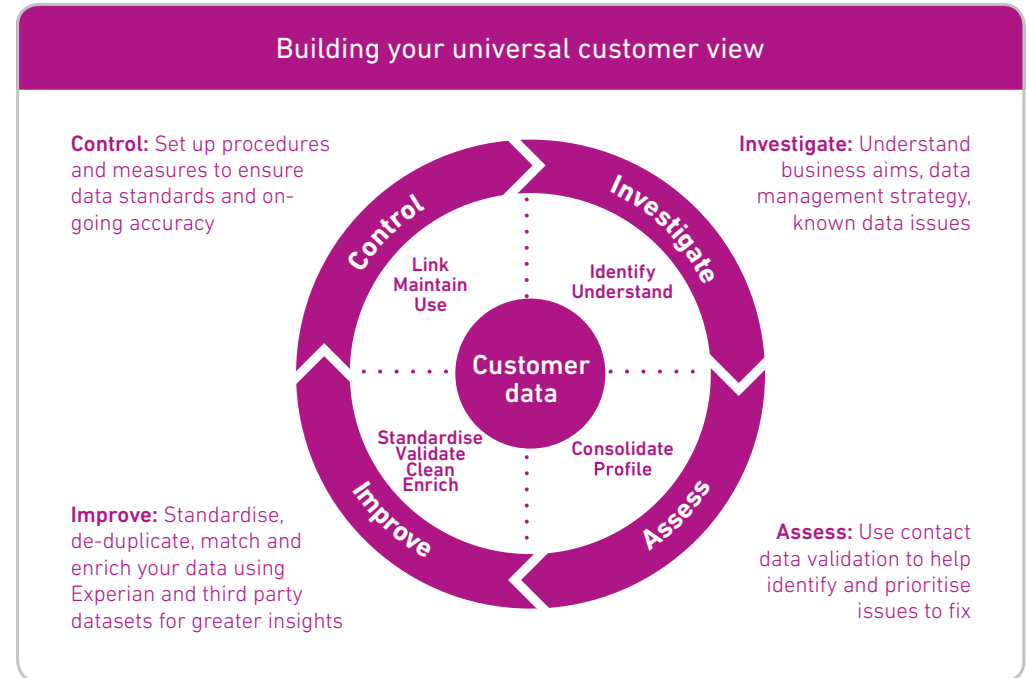 Building your universal customer view
Control: Set up procedures
and measures to ensure
data standards and on-
going accuracy
Investigate: Understand
business aims, data
management strategy,
known data issues
Control
Investigate
Link
Maintain
Use
Identify
Understand
Customer
data
Standardise
Validate
Clean
Enrich
Consolidate
Profile
Improve
Assess
Improve: Standardise,
de-duplicate, match and
enrich your data using
Experian and third party
datasets for greater insights
Assess: Use contact
data validation to help
identify and prioritise
issues to fix